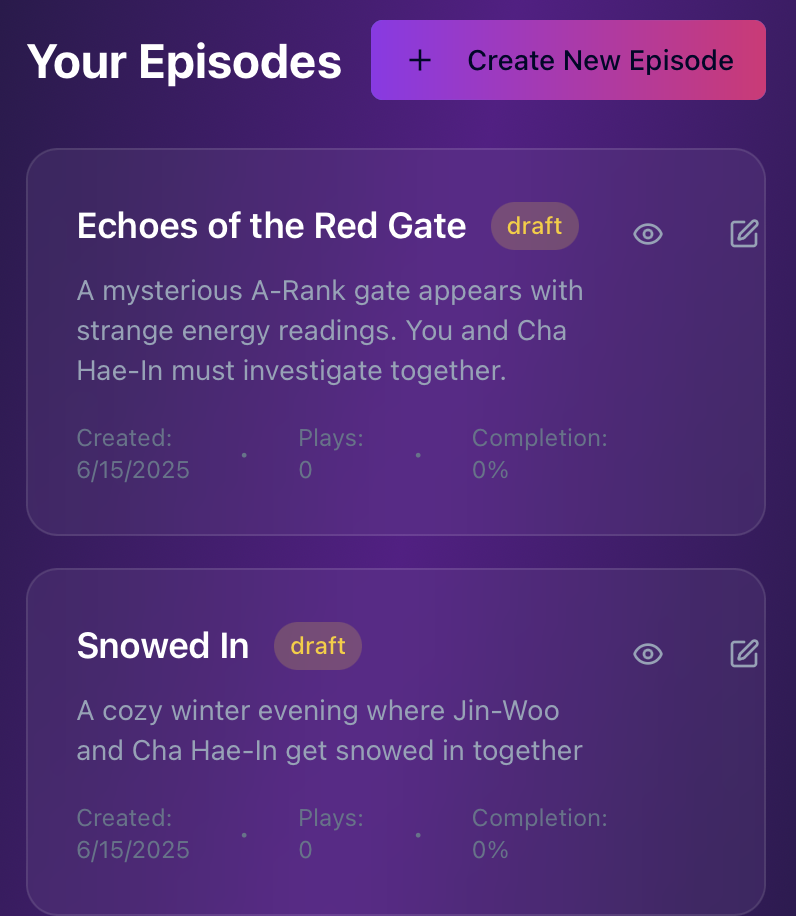 Your Episodes
+ Create New Episode
Echoes of the Red Gate draft
A mysterious A-Rank gate appears with
strange energy readings. You and Cha
Hae-In must investigate together.
Created: Plays: Completion:
6/15/2025 • 0 • 0%
Snowed In draft
A cozy winter evening where Jin-Woo
and Cha Hae-In get snowed in together
Created: Plays: Completion:
6/15/2025 • 0 • 0%